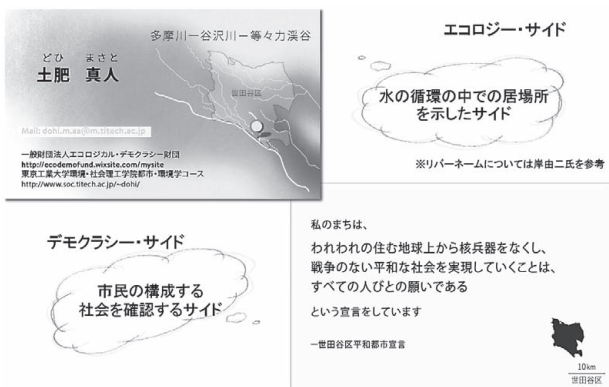 多摩川ー谷沢川ー等々力渓谷
どひ　まさと
土肥　真人
世田谷区
Mail: dohi.m.aa@m.titech.ac.jp
一般財団法人エコロジカル・デモクラシー財団
http://ecodemofund.wixsite.com/mysite
東京工業大学環境・社会理工学院都市・環境学コース
http://www.soc.titech.ac.jp/~dohi/
エコロジー・サイド
水の循環の中での居場所
を示したサイド
※リバーネームについては岸由二氏を参考
デモクラシー・サイド
市民の構成する
社会を確認するサイド
私のまちは、
われわれの住む地球上から核兵器をなくし、
戦争のない平和な社会を実現していくことは、
すべての人びとの願いである
という宣言をしています
ー世田谷区平和都市宣言
10km
世田谷区